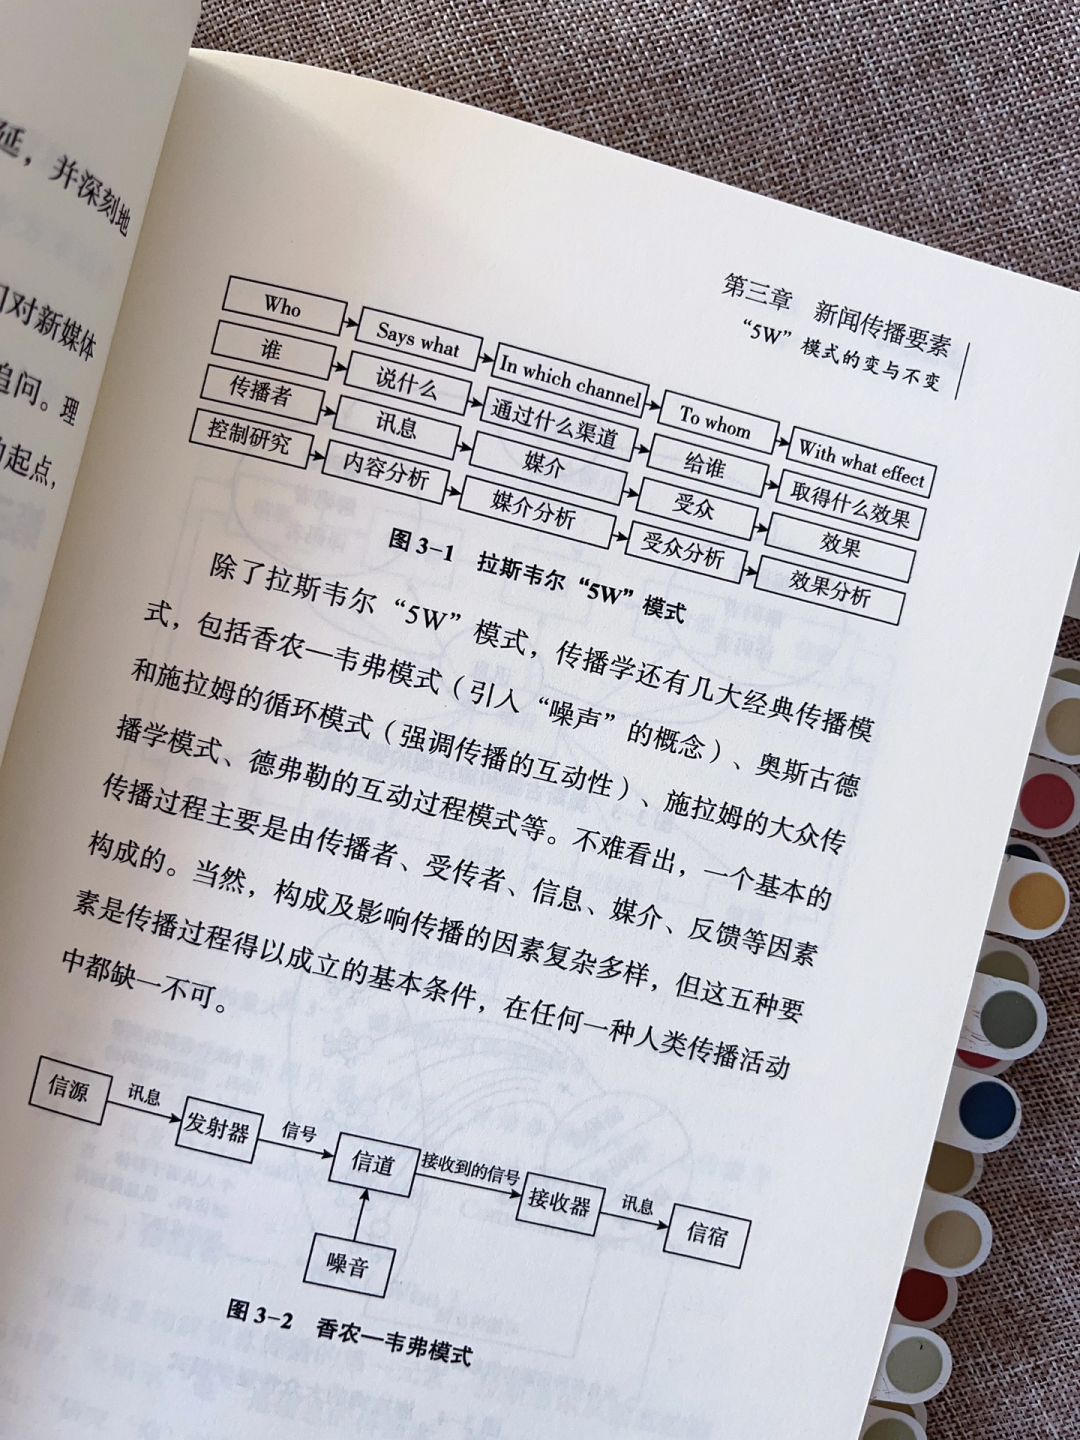 延，并深刻地
对新媒体
追问。理
的起点，
第三章 新闻传播要素
“5W”模式的变与不变
Who Says what In which channel To whom With what effect
谁 说什么 通过什么渠道 给谁 取得什么效果
传播者 讯息 媒介 受众 效果
控制研究 内容分析 媒介分析 受众分析 效果分析
图 3-1 拉斯韦尔“5W”模式
除了拉斯韦尔“5W”模式，传播学还有几大经典传播模
式，包括香农—韦弗模式（引入“噪声”的概念）、奥斯古德
和施拉姆的循环模式（强调传播的互动性）、施拉姆的大众传
播学模式、德弗勒的互动过程模式等。不难看出，一个基本的
传播过程主要是由传播者、受传者、信息、媒介、反馈等因素
构成的。当然，构成及影响传播的因素复杂多样，但这五种要
素是传播过程得以成立的基本条件，在任何一种人类传播活动
中都缺一不可。
信源 讯息 发射器 信号 信道 接收到的信号 接收器 讯息 信宿
噪音
图 3-2 香农—韦弗模式